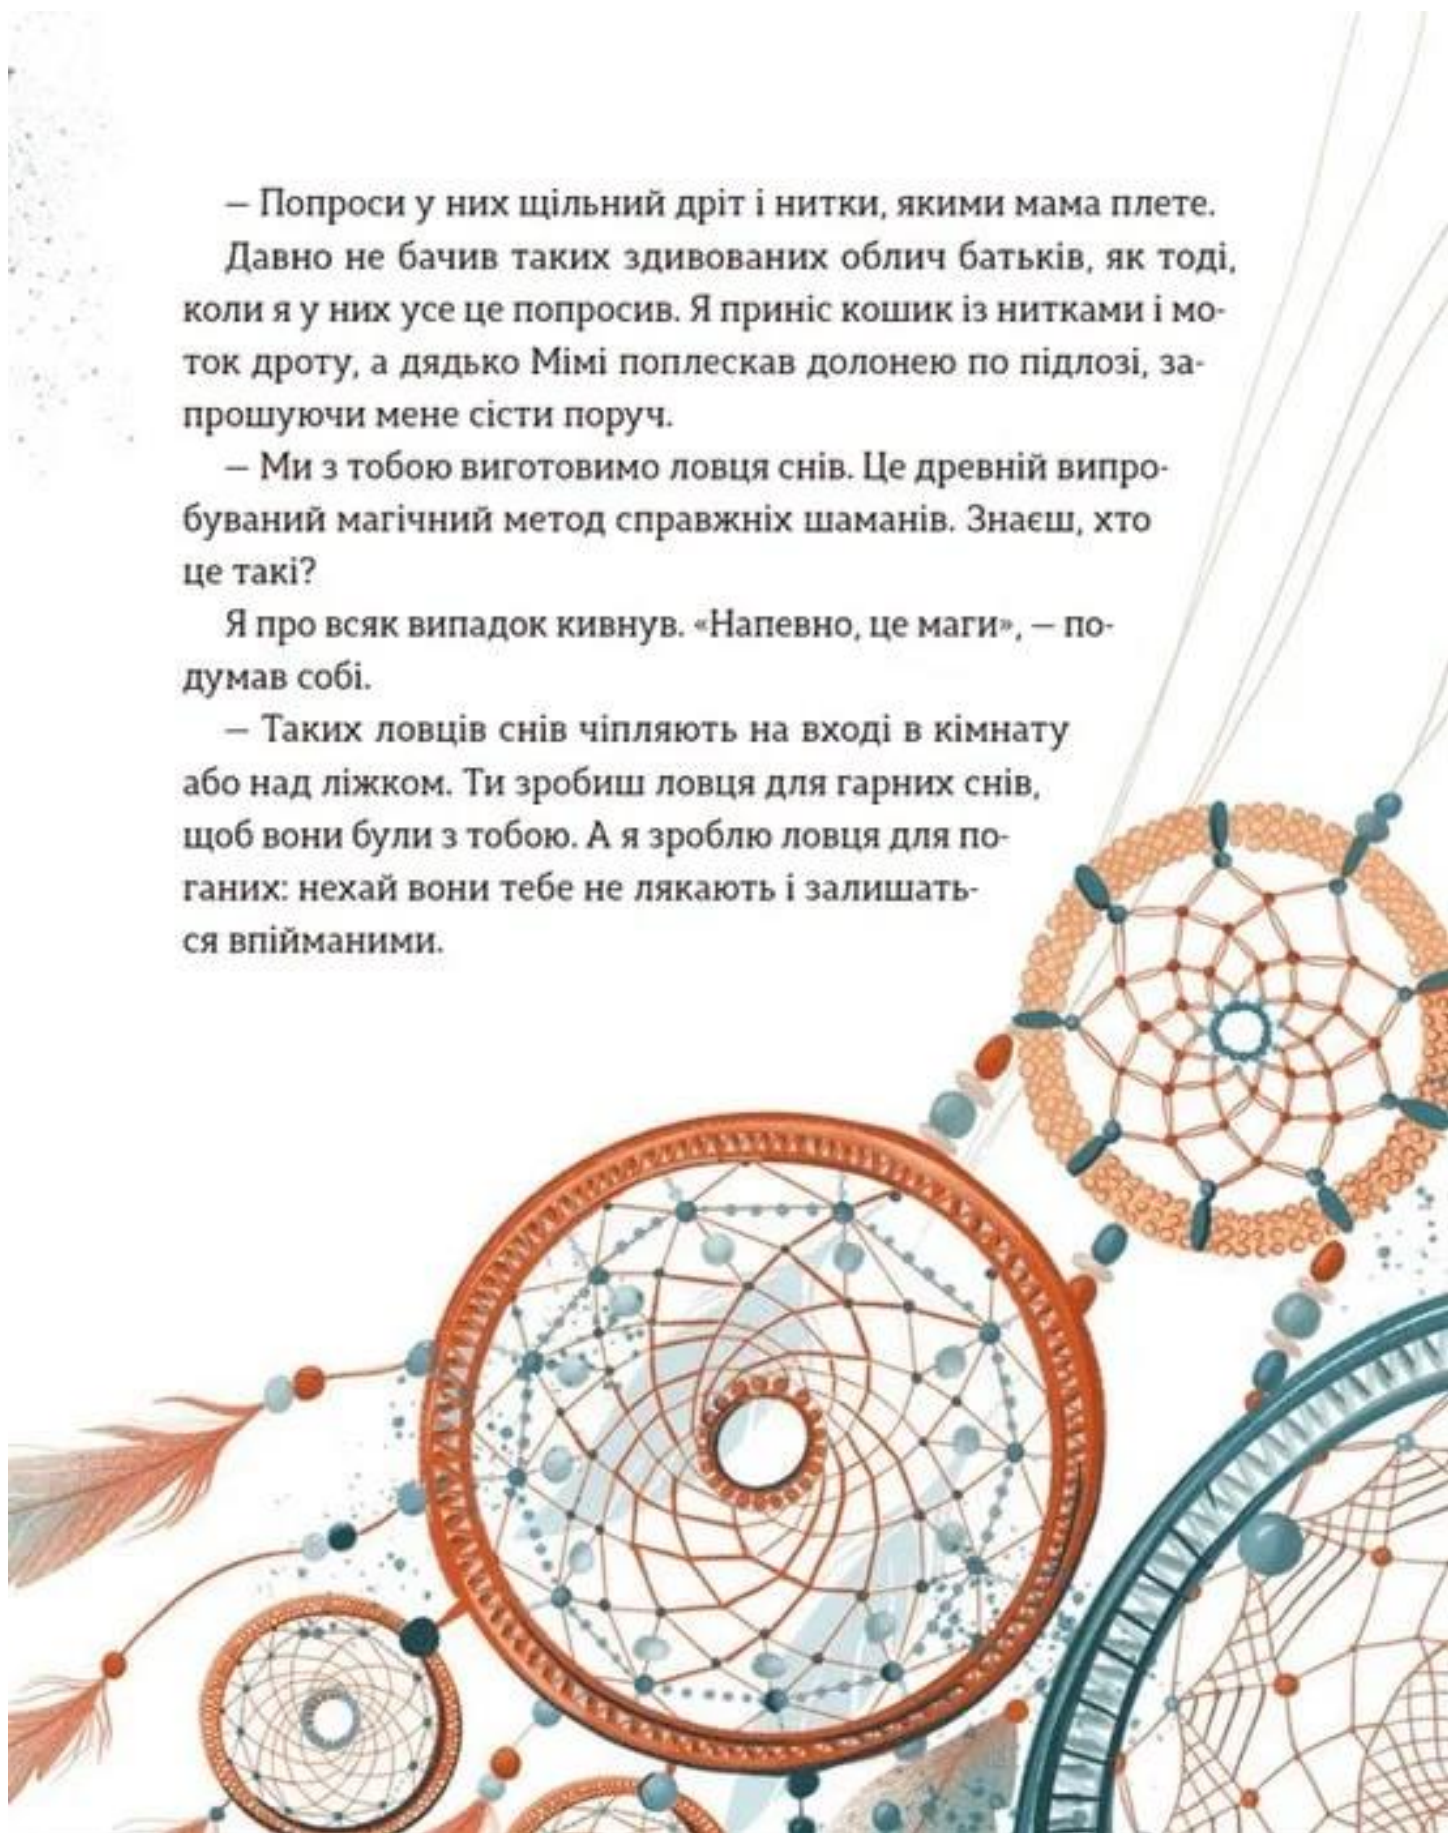 — Попроси у них щільний дріт і нитки, якими мама плете.
Давно не бачив таких здивованих облич батьків, як тоді,
коли я у них усе це попросив. Я приніс кошик із нитками і мо-
ток дроту, а дядько Мімі поплескав долонею по підлозі, за-
прошуючи мене сісти поруч.
— Ми з тобою виготовимо ловця снів. Це древній випро-
буваний магічний метод справжніх шаманів. Знаєш, хто
це такі?
Я про всяк випадок кивнув. «Напевно, це маги», — по-
думав собі.
— Таких ловців снів чіпляють на вході в кімнату
або над ліжком. Ти зробиш ловця для гарних снів,
щоб вони були з тобою. А я зроблю ловця для по-
ганих: нехай вони тебе не лякають і залишать-
ся впійманими.